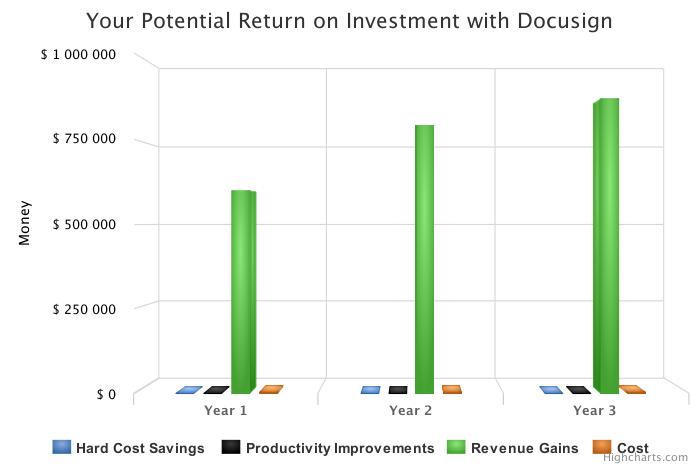 Your Potential Return on Investment with Docusign
$ 1 000 000
$ 750 000
$ 500 000
$ 250 000
$ 0
Money
Year 1
Year 2
Year 3
Hard Cost Savings
Productivity Improvements
Revenue Gains
Cost
Highcharts.com